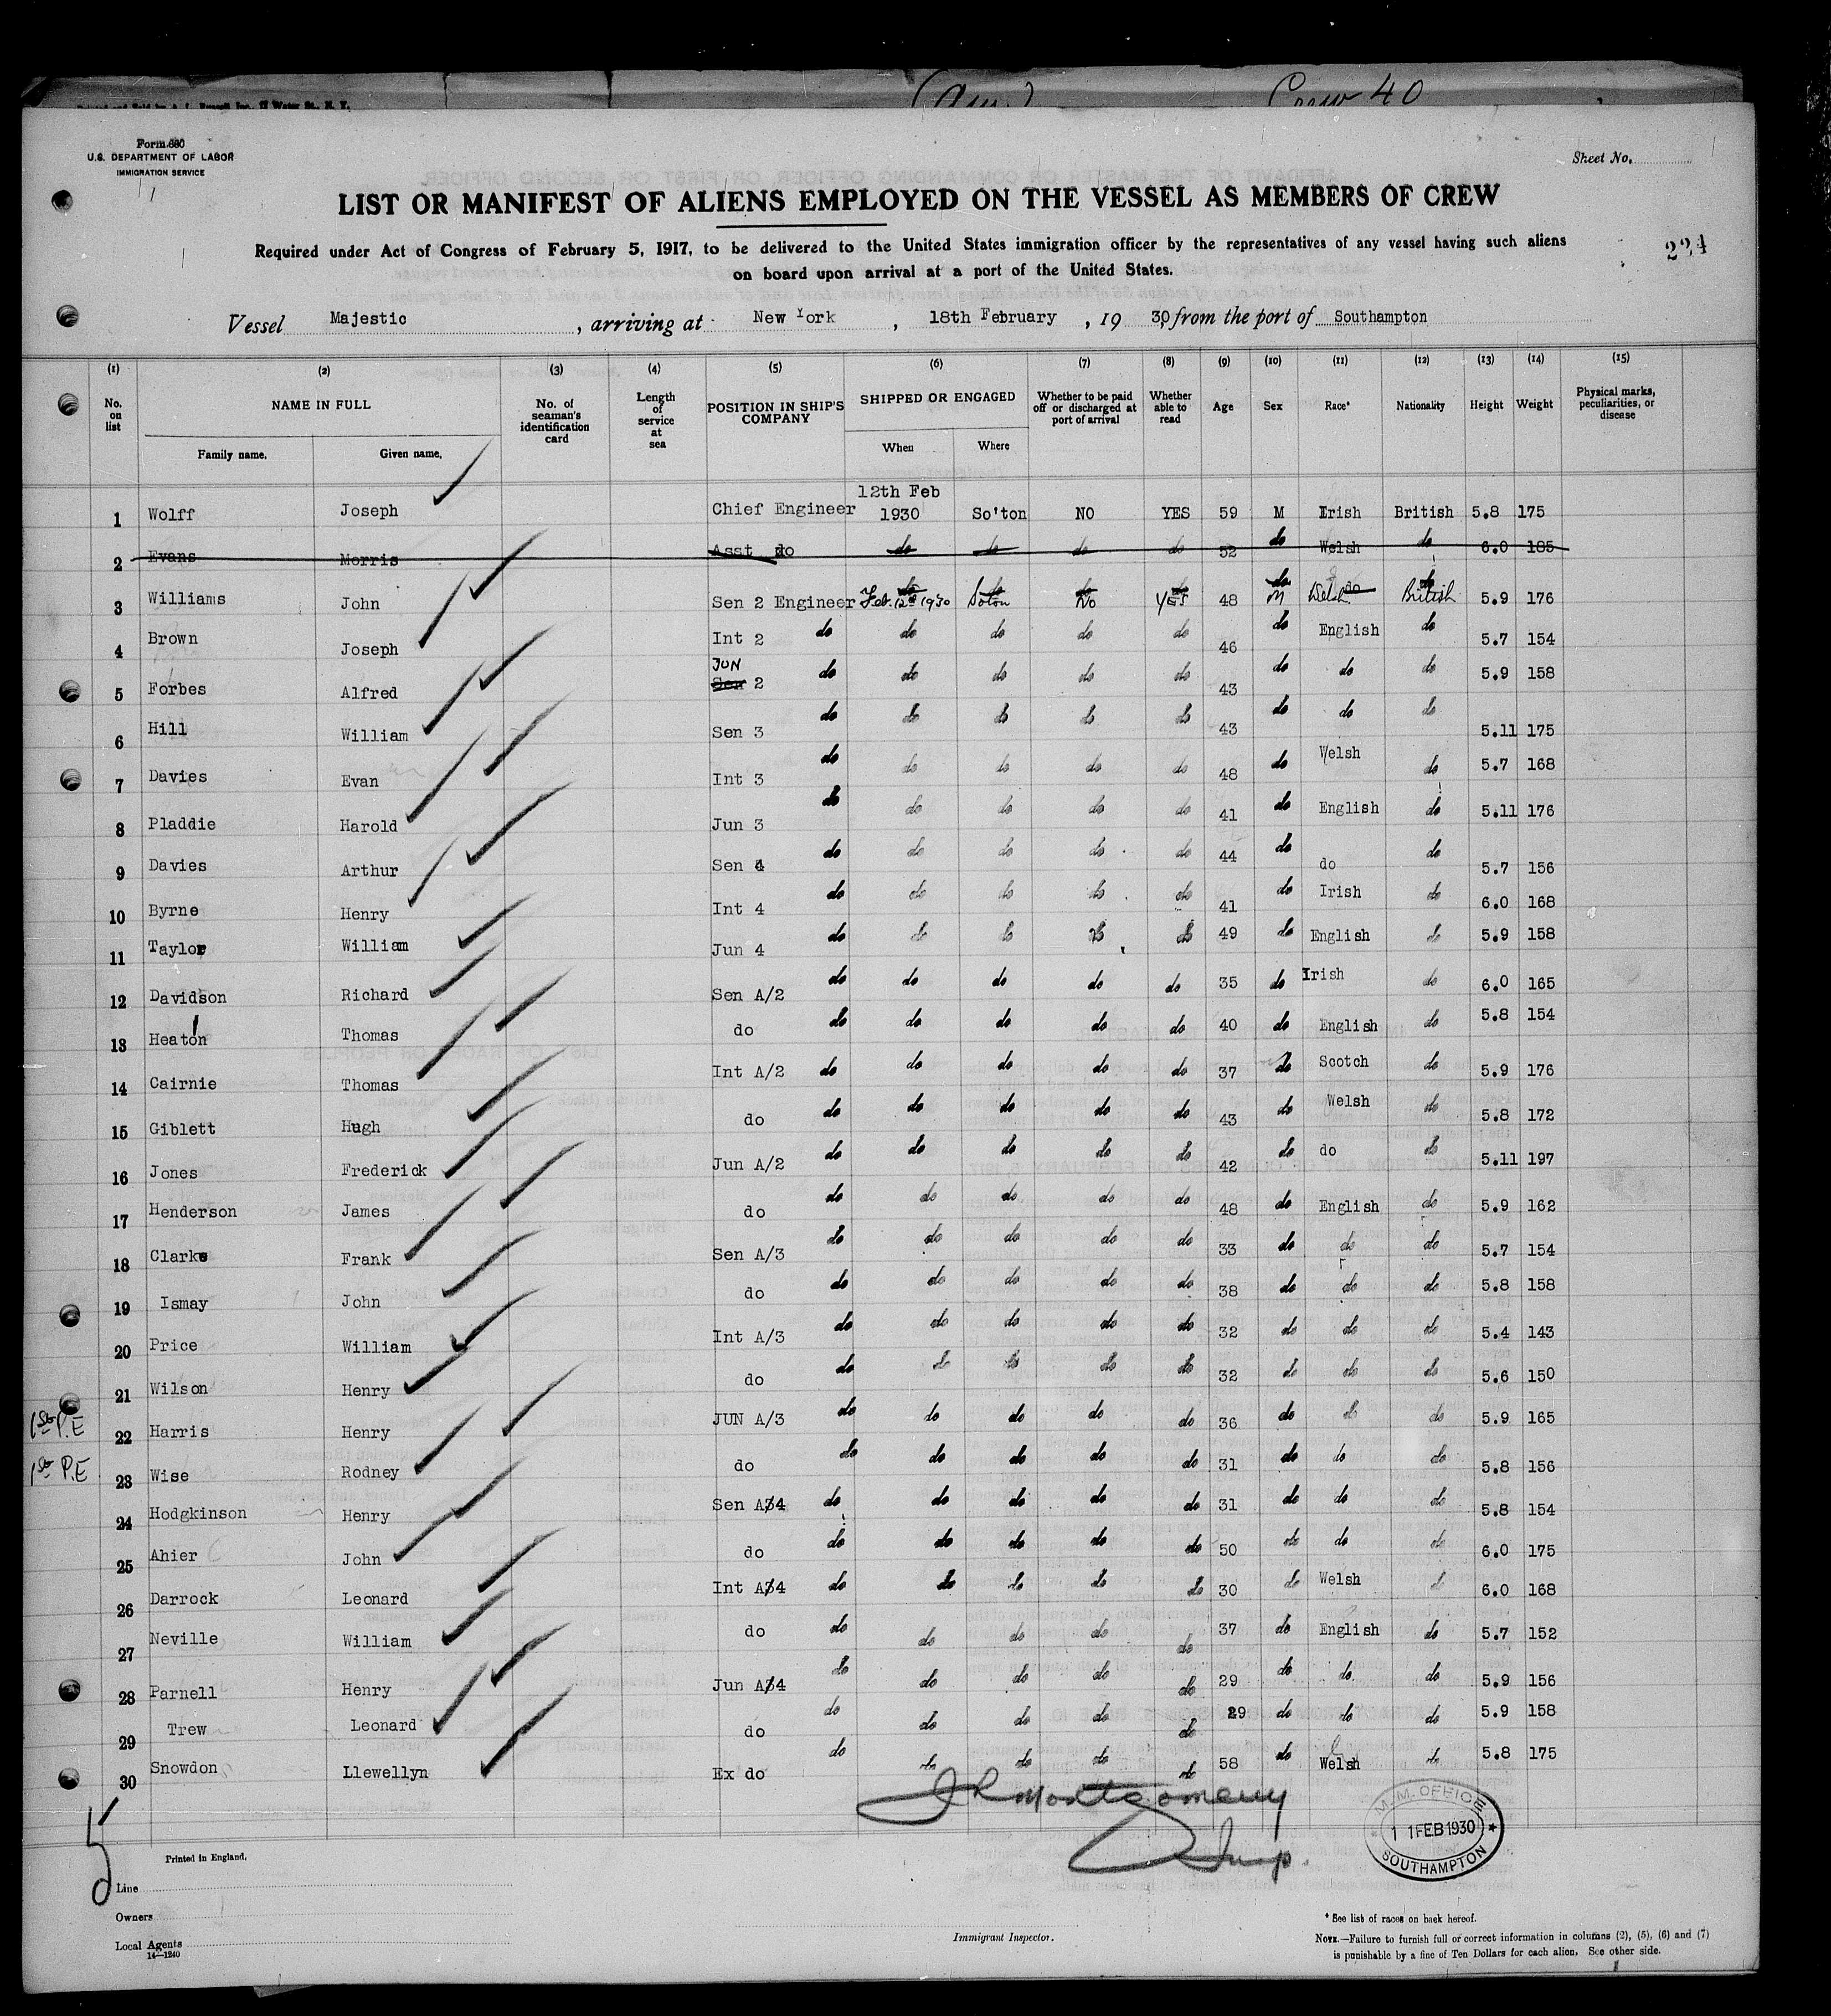 Crew 40
Form 680
U.S. DEPARTMENT OF LABOR
IMMIGRATION SERVICE
Sheet No.
LIST OR MANIFEST OF ALIENS EMPLOYED ON THE VESSEL AS MEMBERS OF CREW
Required under Act of Congress of February 5, 1917, to be delivered to the United States immigration officer by the representatives of any vessel having such aliens
on board upon arrival at a port of the United States.
224
Vessel Majestic, arriving at New York, 18th February, 1930, from the port of Southampton
(1) (2) (3) (4) (5) (6) (7) (8) (9) (10) (11) (12) (13) (14) (15)
No. on list NAME IN FULL No. of seaman's identification card Length of service at sea POSITION IN SHIP'S COMPANY SHIPPED OR ENGAGED Whether to be paid off or discharged at port of arrival Whether able to read Age Sex Race* Nationality Height Weight Physical marks, peculiarities, or disease
Family name. Given name. When Where
1 Wolff Joseph Chief Engineer 12th Feb 1930 So'ton NO YES 59 M Irish British 5.8 175
2 Evans Morris Asst do do do do do 52 do Welsh do 6.0 185
3 Williams John Sen 2 Engineer Feb. 12th 1930 Soton No YES 48 M Welsh British 5.9 176
4 Brown Joseph Int 2 do do do do do 46 do English do 5.7 154
5 Forbes Alfred JUN Sen 2 do do do do do 43 do do do 5.9 158
6 Hill William Sen 3 do do do do do 43 do do do 5.11 175
7 Davies Evan Int 3 do do do do do 48 do Welsh do 5.7 168
8 Pladdie Harold Jun 3 do do do do do 41 do English do 5.11 176
9 Davies Arthur Sen 4 do do do do do 44 do do do 5.7 156
10 Byrne Henry Int 4 do do do do do 41 do Irish do 6.0 168
11 Taylor William Jun 4 do do do do do 49 do English do 5.9 158
12 Davidson Richard Sen A/2 do do do do do 35 do Irish do 6.0 165
13 Heaton Thomas do do do do do do 40 do English do 5.8 154
14 Cairnie Thomas Int A/2 do do do do do 37 do Scotch do 5.9 176
15 Giblett Hugh do do do do do do 43 do Welsh do 5.8 172
16 Jones Frederick Jun A/2 do do do do do 42 do do do 5.11 197
17 Henderson James do do do do do do 48 do English do 5.9 162
18 Clarke Frank Sen A/3 do do do do do 33 do do do 5.7 154
19 Ismay John do do do do do do 38 do do do 5.8 158
20 Price William Int A/3 do do do do do 32 do do do 5.4 143
21 Wilson Henry do do do do do do 32 do do do 5.6 150
1st P.E 22 Harris Henry JUN A/3 do do do do do 36 do do do 5.9 165
1st P.E 23 Wise Rodney do do do do do do 31 do do do 5.8 156
24 Hodgkinson Henry Sen A/4 do do do do do 31 do do do 5.8 154
25 Ahier John do do do do do do 50 do do do 6.0 175
26 Darrock Leonard Int A/4 do do do do do 30 do Welsh do 6.0 168
27 Neville William do do do do do do 37 do English do 5.7 152
28 Parnell Henry Jun A/4 do do do do do 29 do do do 5.9 156
29 Trew Leonard do do do do do do 29 do do do 5.9 158
30 Snowdon Llewellyn Ex do do do do do do 58 do Welsh do 5.8 175
JR Montgomery
Insp.
M.M. OFFICE
11 FEB 1930
SOUTHAMPTON
5
Printed in England.
Line
Owners
Local Agents
14—1240
Immigrant Inspector.
* See list of races on back hereof.
NOTE.—Failure to furnish full or correct information in columns (2), (5), (6) and (7)
is punishable by a fine of Ten Dollars for each alien. See other side.